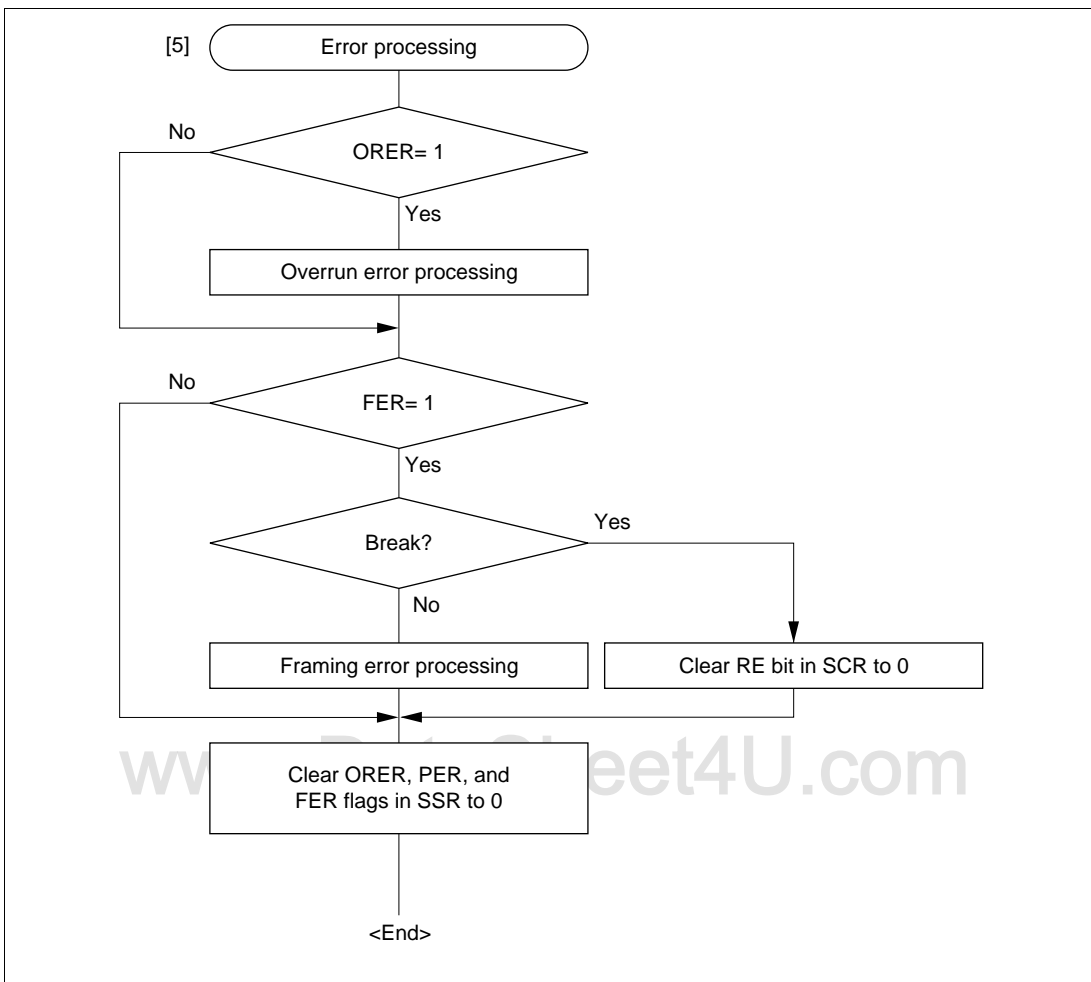 [5]
Error processing
No
ORER= 1
Yes
Overrun error processing
No
FER= 1
Yes
Yes
Break?
No
Framing error processing
Clear RE bit in SCR to 0
Clear ORER, PER, and
FER flags in SSR to 0
<End>